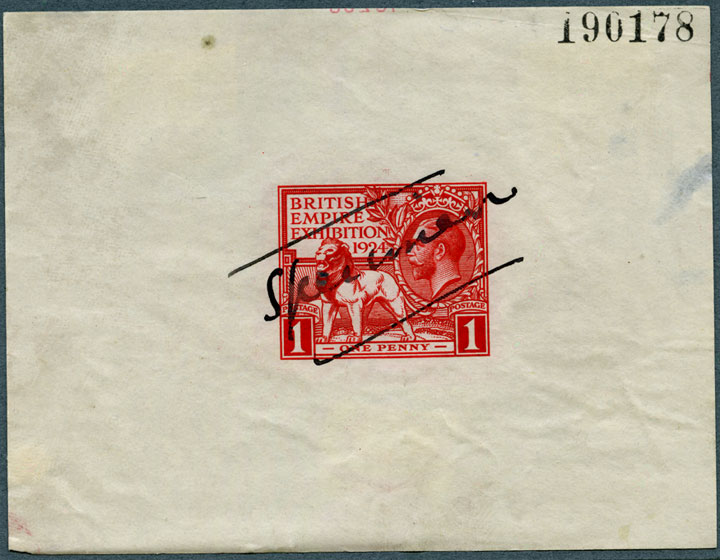 190178
BRITISH
EMPIRE
EXHIBITION
1924
Specimen
POSTAGE POSTAGE
1 ONE PENNY 1